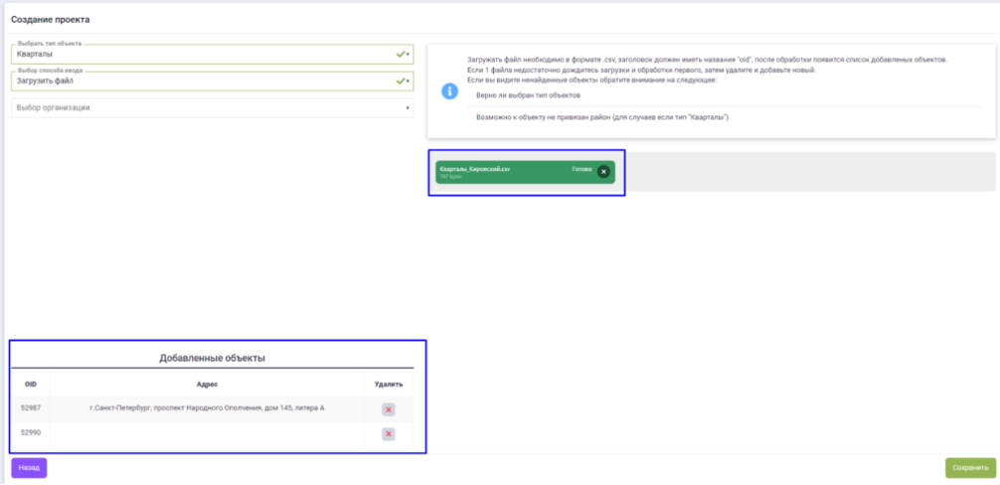 Создание проекта
Выбрать тип объекта
Кварталы
Выбор способа ввода
Загрузить файл
Выбор организации
Загружать файл необходимо в формате .csv, заголовок должен иметь название "oid", после обработки появится список добавленых объектов.
Если 1 файла недостаточно дождитесь загрузки и обработки первого, затем удалите и добавьте новый.
Если вы видите ненайденные объекты обратите внимание на следующее:
Верно ли выбран тип объектов
Возможно к объекту не привязан район (для случаев если тип "Кварталы")
Кварталы_Кировский.csv
Готово
Добавленные объекты
OID Адрес Удалить
52987 г.Санкт-Петербург, проспект Народного Ополчения, дом 145, литера А
52990
Назад
Сохранить